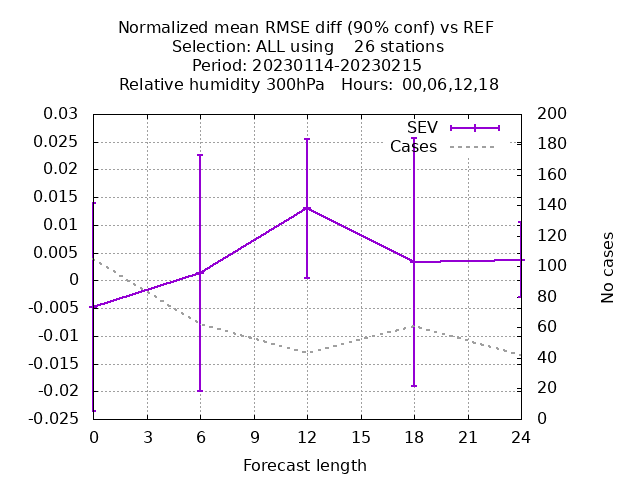 Normalized mean RMSE diff (90% conf) vs REF
Selection: ALL using    26 stations
Period: 20230114-20230215
Relative humidity 300hPa   Hours: 00,06,12,18
0.03
0.025
0.02
0.015
0.01
0.005
0
-0.005
-0.01
-0.015
-0.02
-0.025
SEV
Cases
200
180
160
140
120
100
80
60
40
20
0
No cases
0 3 6 9 12 15 18 21 24
Forecast length